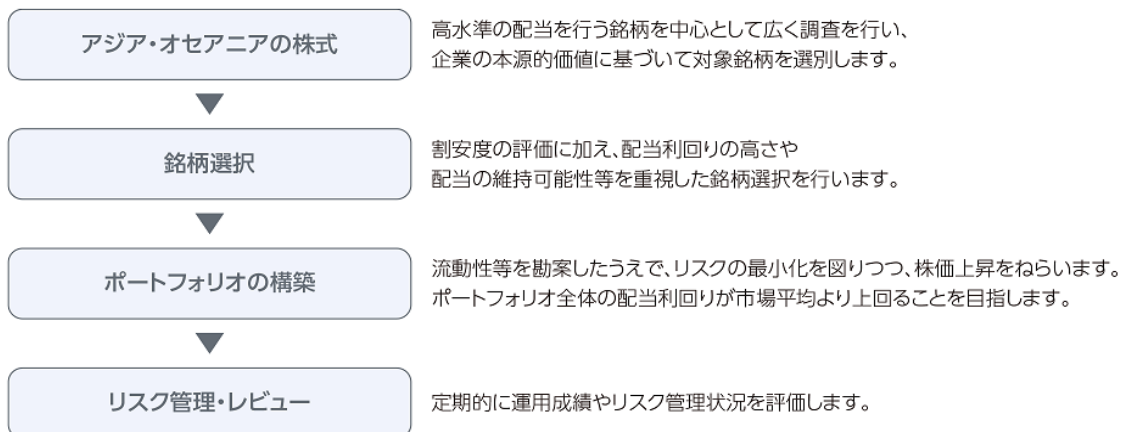 アジア・オセアニアの株式
高水準の配当を行う銘柄を中心として広く調査を行い、
企業の本源的価値に基づいて対象銘柄を選別します。
銘柄選択
割安度の評価に加え、配当利回りの高さや
配当の維持可能性等を重視した銘柄選択を行います。
ポートフォリオの構築
流動性等を勘案したうえで、リスクの最小化を図りつつ、株価上昇をねらいます。
ポートフォリオ全体の配当利回りが市場平均より上回ることを目指します。
リスク管理・レビュー
定期的に運用成績やリスク管理状況を評価します。